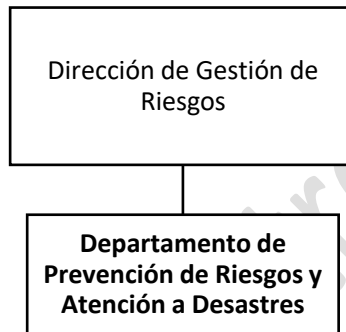 Dirección de Gestión de
Riesgos
Departamento de
Prevención de Riesgos y
Atención a Desastres